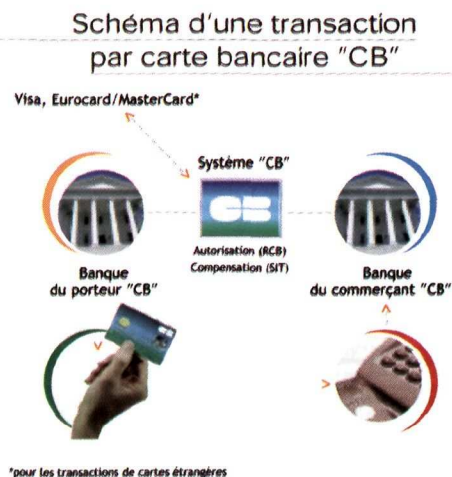 Schéma d'une transaction
par carte bancaire "CB"
Visa, Eurocard/MasterCard*
Système "CB"
CB
Autorisation (RCB)
Compensation (SIT)
Banque
du porteur "CB"
Banque
du commerçant "CB"
*pour les transactions de cartes étrangères